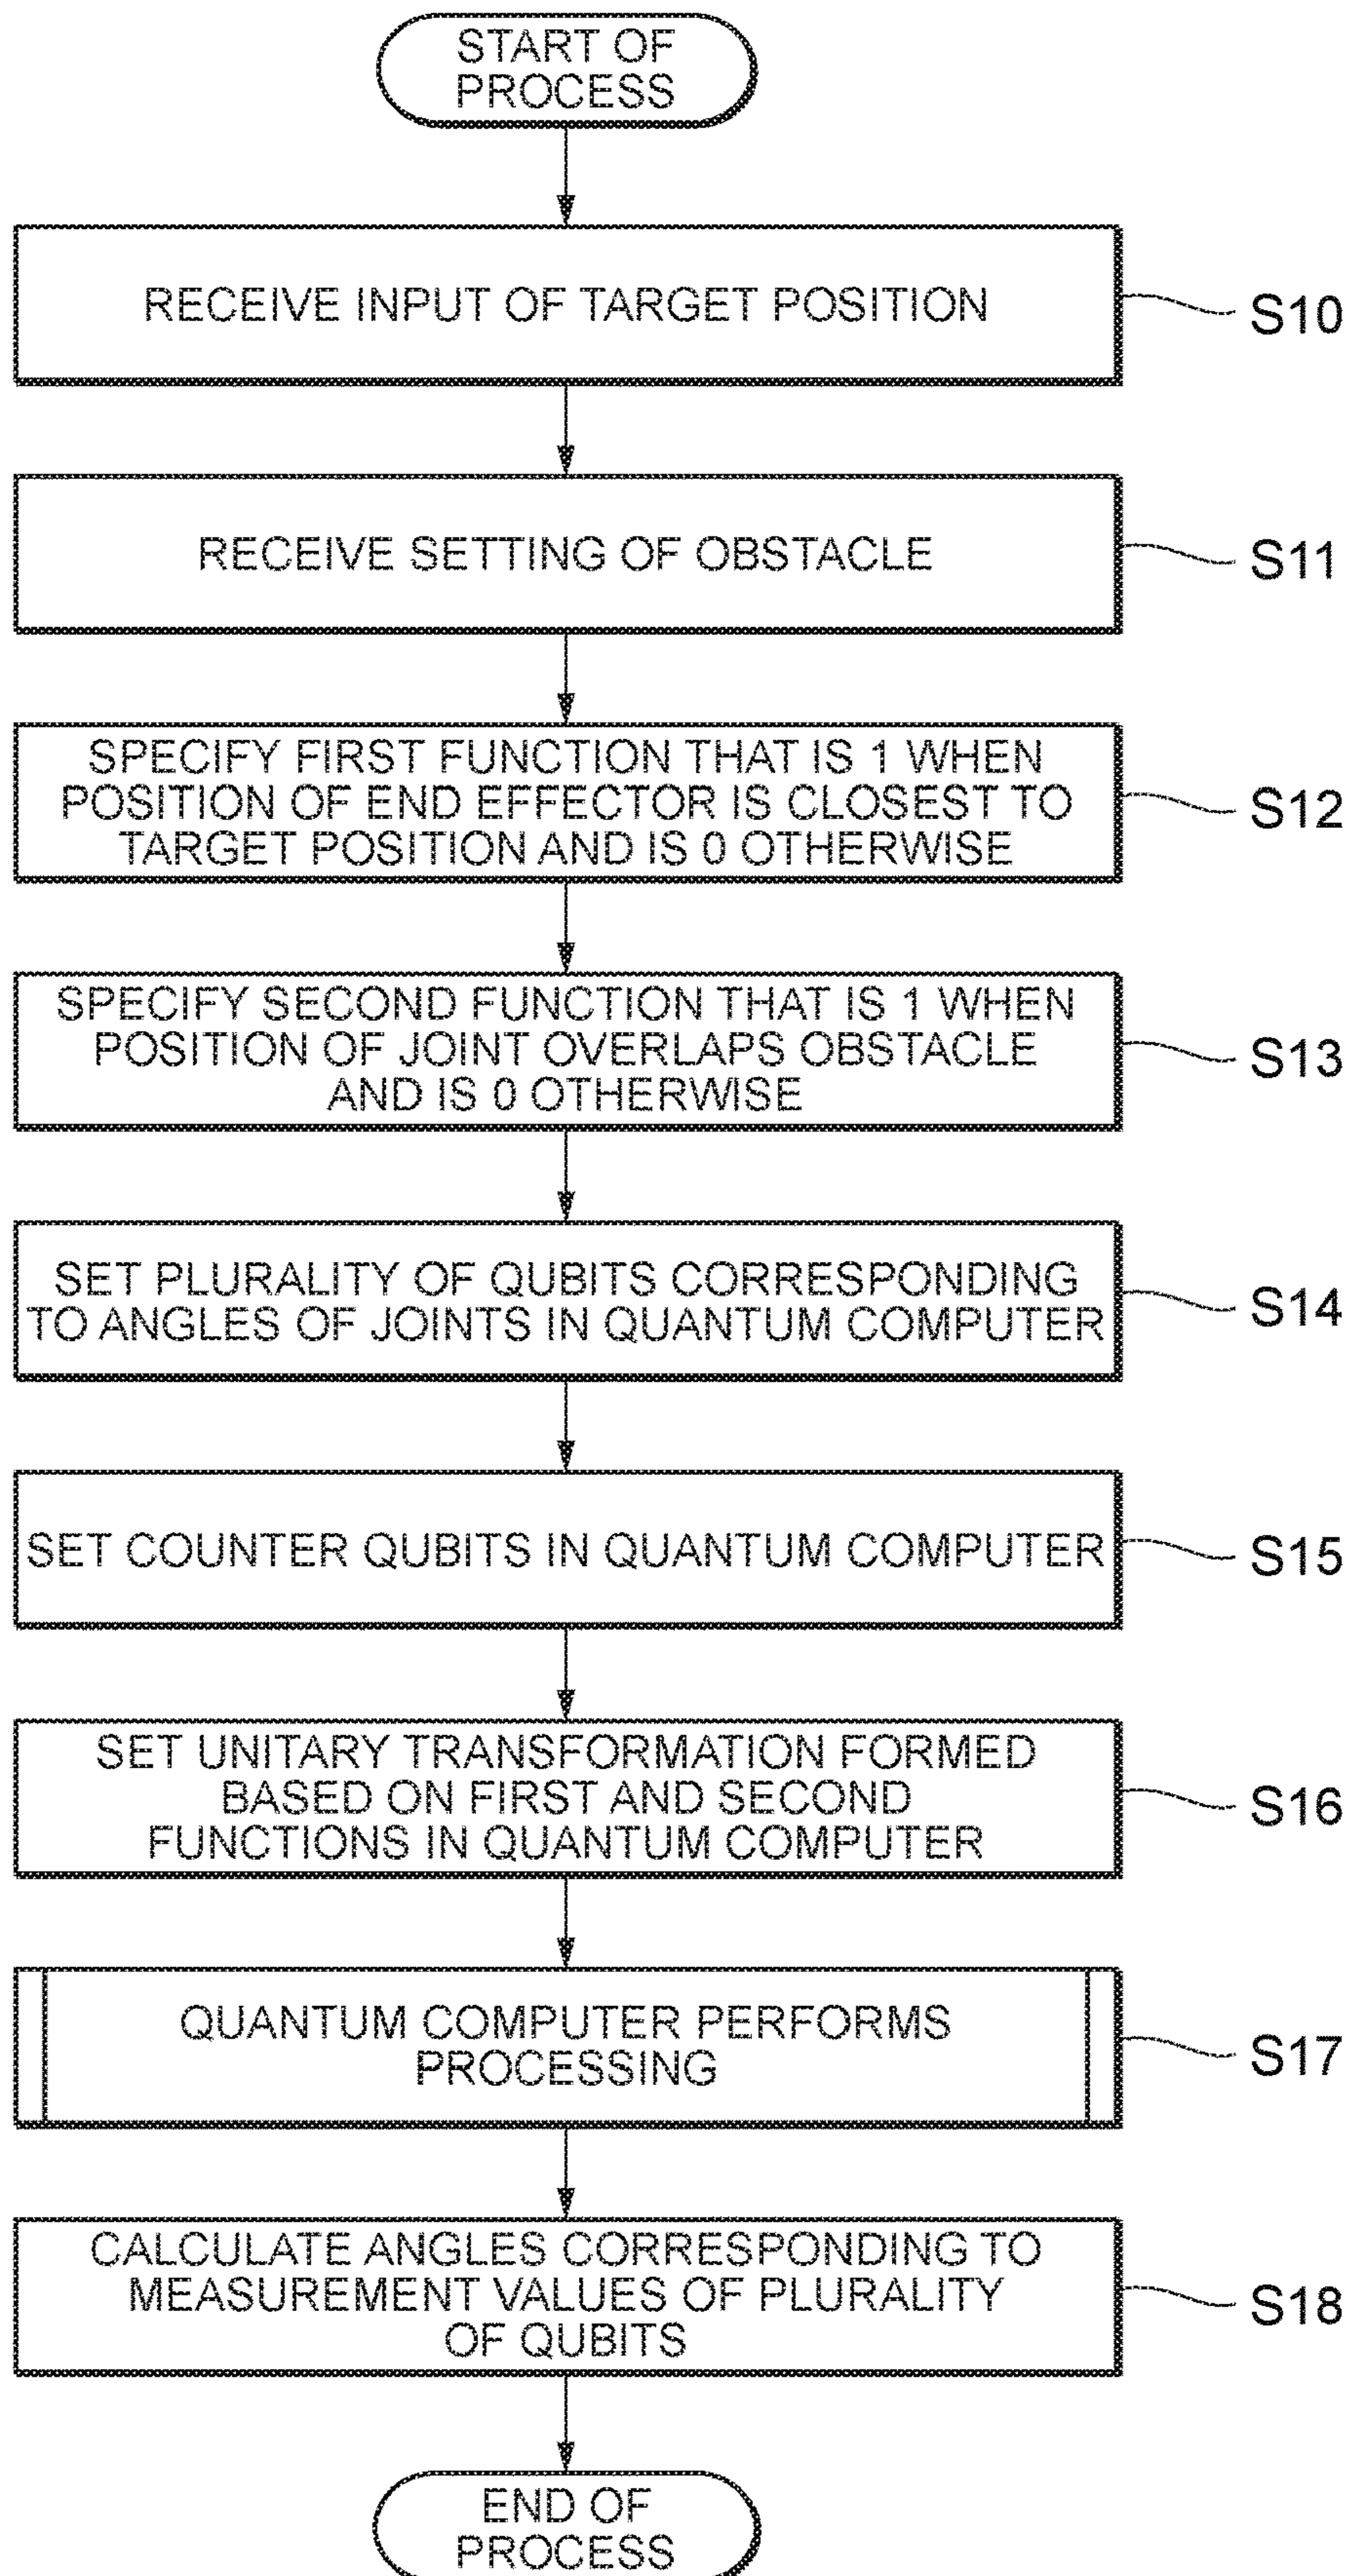 START OF
PROCESS
RECEIVE INPUT OF TARGET POSITION
S10
RECEIVE SETTING OF OBSTACLE
S11
SPECIFY FIRST FUNCTION THAT IS 1 WHEN
POSITION OF END EFFECTOR IS CLOSEST TO
TARGET POSITION AND IS 0 OTHERWISE
S12
SPECIFY SECOND FUNCTION THAT IS 1 WHEN
POSITION OF JOINT OVERLAPS OBSTACLE
AND IS 0 OTHERWISE
S13
SET PLURALITY OF QUBITS CORRESPONDING
TO ANGLES OF JOINTS IN QUANTUM COMPUTER
S14
SET COUNTER QUBITS IN QUANTUM COMPUTER
S15
SET UNITARY TRANSFORMATION FORMED
BASED ON FIRST AND SECOND
FUNCTIONS IN QUANTUM COMPUTER
S16
QUANTUM COMPUTER PERFORMS
PROCESSING
S17
CALCULATE ANGLES CORRESPONDING TO
MEASUREMENT VALUES OF PLURALITY
OF QUBITS
S18
END OF
PROCESS